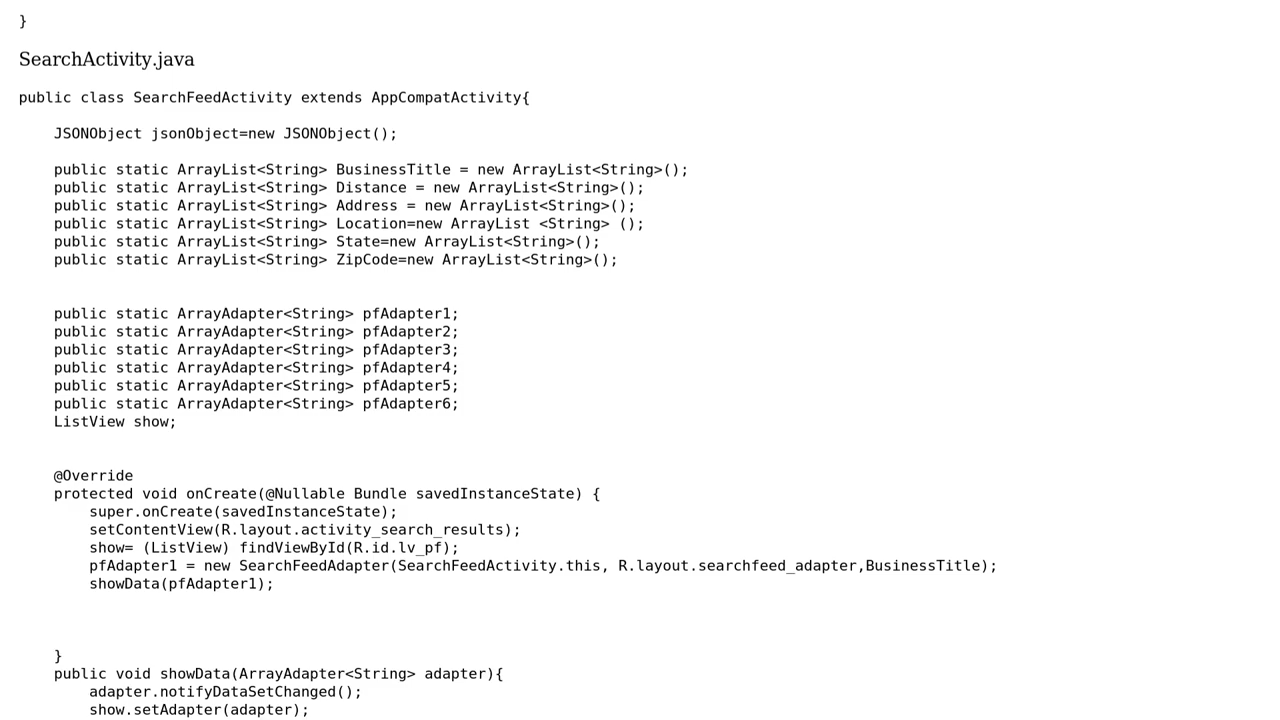 }
SearchActivity.java
public class SearchFeedActivity extends AppCompatActivity{
JSONObject jsonObject=new JSONObject();
public static ArrayList<String> BusinessTitle = new ArrayList<String>();
public static ArrayList<String> Distance = new ArrayList<String>();
public static ArrayList<String> Address = new ArrayList<String>();
public static ArrayList<String> Location=new ArrayList <String> ();
public static ArrayList<String> State=new ArrayList<String>();
public static ArrayList<String> ZipCode=new ArrayList<String>();
public static ArrayAdapter<String> pfAdapter1;
public static ArrayAdapter<String> pfAdapter2;
public static ArrayAdapter<String> pfAdapter3;
public static ArrayAdapter<String> pfAdapter4;
public static ArrayAdapter<String> pfAdapter5;
public static ArrayAdapter<String> pfAdapter6;
ListView show;
@Override
protected void onCreate(@Nullable Bundle savedInstanceState) {
super.onCreate(savedInstanceState);
setContentView(R.layout.activity_search_results);
show= (ListView) findViewById(R.id.lv_pf);
pfAdapter1 = new SearchFeedAdapter(SearchFeedActivity.this, R.layout.searchfeed_adapter,BusinessTitle);
showData(pfAdapter1);
}
public void showData(ArrayAdapter<String> adapter){
adapter.notifyDataSetChanged();
show.setAdapter(adapter);